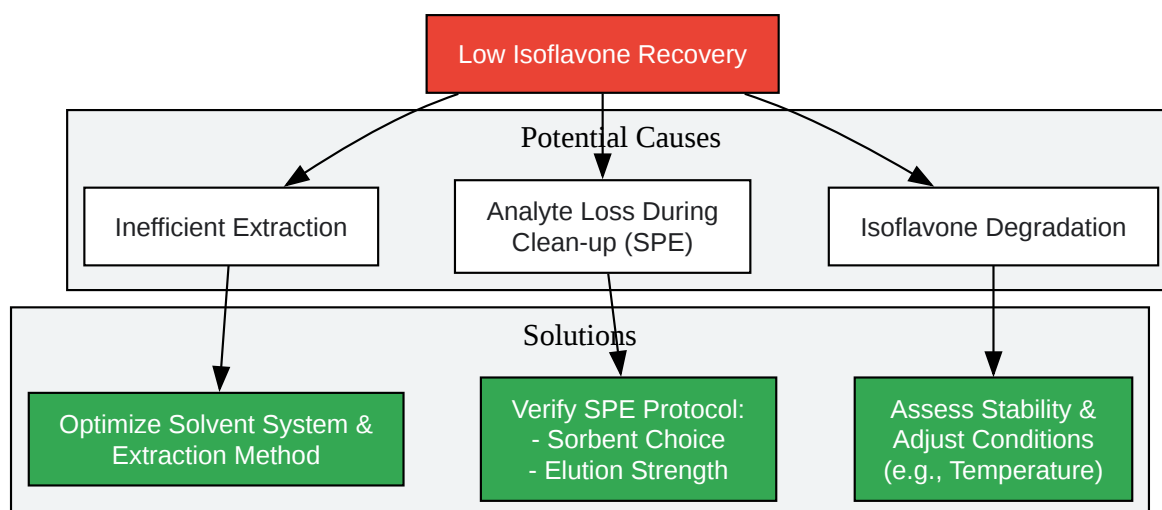 Low Isoflavone Recovery
Potential Causes
Inefficient Extraction
Analyte Loss During
Clean-up (SPE)
Isoflavone Degradation
Solutions
Optimize Solvent System &
Extraction Method
Verify SPE Protocol:
- Sorbent Choice
- Elution Strength
Assess Stability &
Adjust Conditions
(e.g., Temperature)